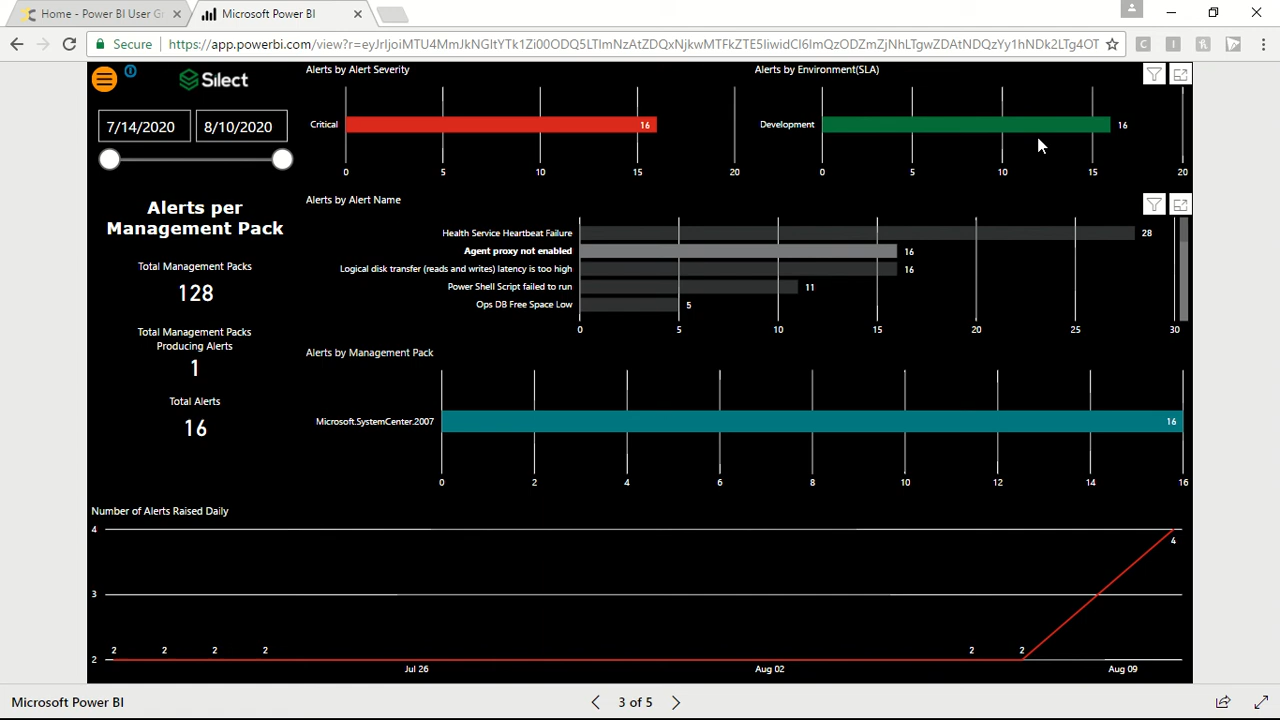 Home - Power BI User G
Microsoft Power BI
Secure
Silect
7/14/2020
8/10/2020
Alerts per
Management Pack
Total Management Packs
128
Total Management Packs
Producing Alerts
1
Total Alerts
16
Alerts by Alert Severity
Critical
16
0 5 10 15 20
Alerts by Environment(SLA)
Development
16
0 5 10 15 20
Alerts by Alert Name
Health Service Heartbeat Failure 28
Agent proxy not enabled 16
Logical disk transfer (reads and writes) latency is too high 16
Power Shell Script failed to run 11
Ops DB Free Space Low 5
0 5 10 15 20 25 30
Alerts by Management Pack
Microsoft.SystemCenter.2007 16
0 2 4 6 8 10 12 14 16
Number of Alerts Raised Daily
4
4
3
2 2 2 2 2 2
2
Jul 26 Aug 02 Aug 09
Microsoft Power BI
3 of 5